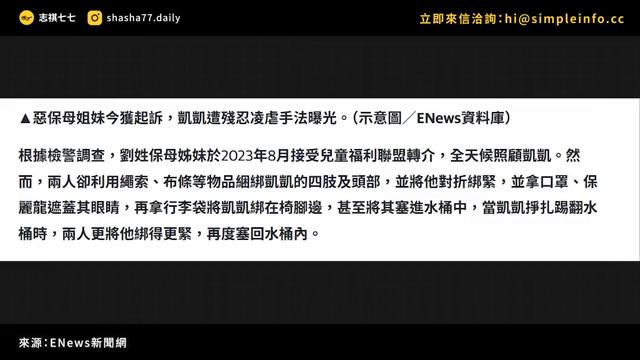 志祺七七
shasha77.daily
立即來信洽詢:hi@simpleinfo.cc
▲惡保母姐妹今獲起訴，凱凱遭殘忍凌虐手法曝光。(示意圖／ENews資料庫)
根據檢警調查，劉姓保母姊妹於2023年8月接受兒童福利聯盟轉介，全天候照顧凱凱。然
而，兩人卻利用繩索、布條等物品綑綁凱凱的四肢及頭部，並將他對折綁緊，並拿口罩、保
麗龍遮蓋其眼睛，再拿行李袋將凱凱綁在椅腳邊，甚至將其塞進水桶中，當凱凱掙扎踢翻水
桶時，兩人更將他綁得更緊，再度塞回水桶內。
來源:ENews新聞網